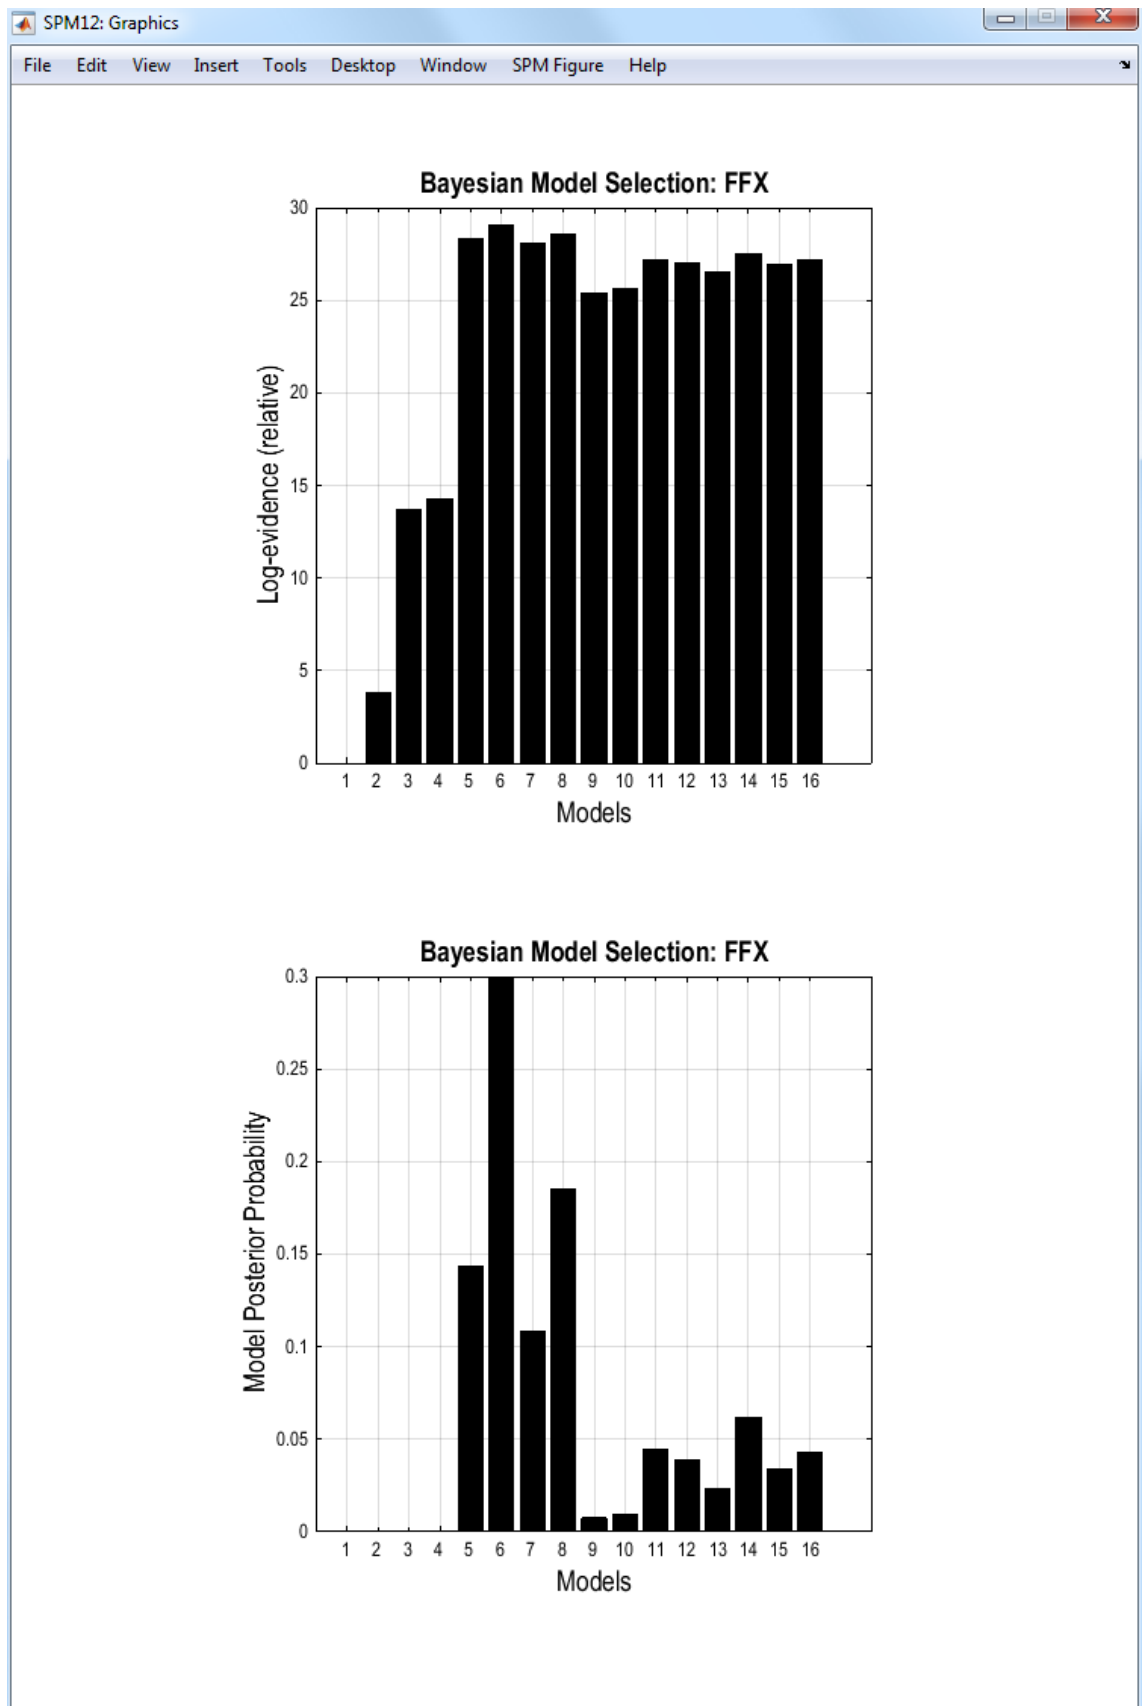 SPM12: Graphics
File Edit View Insert Tools Desktop Window SPM Figure Help
Bayesian Model Selection: FFX
30
25
20
15
10
5
0
Log-evidence (relative)
1 2 3 4 5 6 7 8 9 10 11 12 13 14 15 16
Models
Bayesian Model Selection: FFX
0.3
0.25
0.2
0.15
0.1
0.05
0
Model Posterior Probability
1 2 3 4 5 6 7 8 9 10 11 12 13 14 15 16
Models